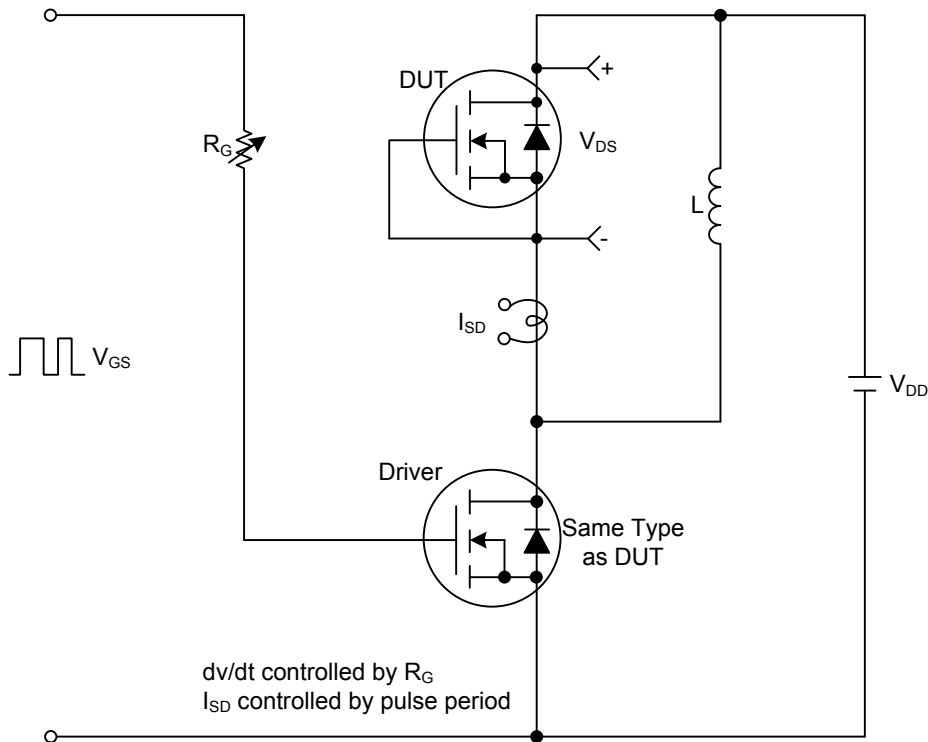 DUT
+
R_G
V_DS
L
-
I_SD
V_GS
V_DD
Driver
Same Type
as DUT
dv/dt controlled by R_G
I_SD controlled by pulse period